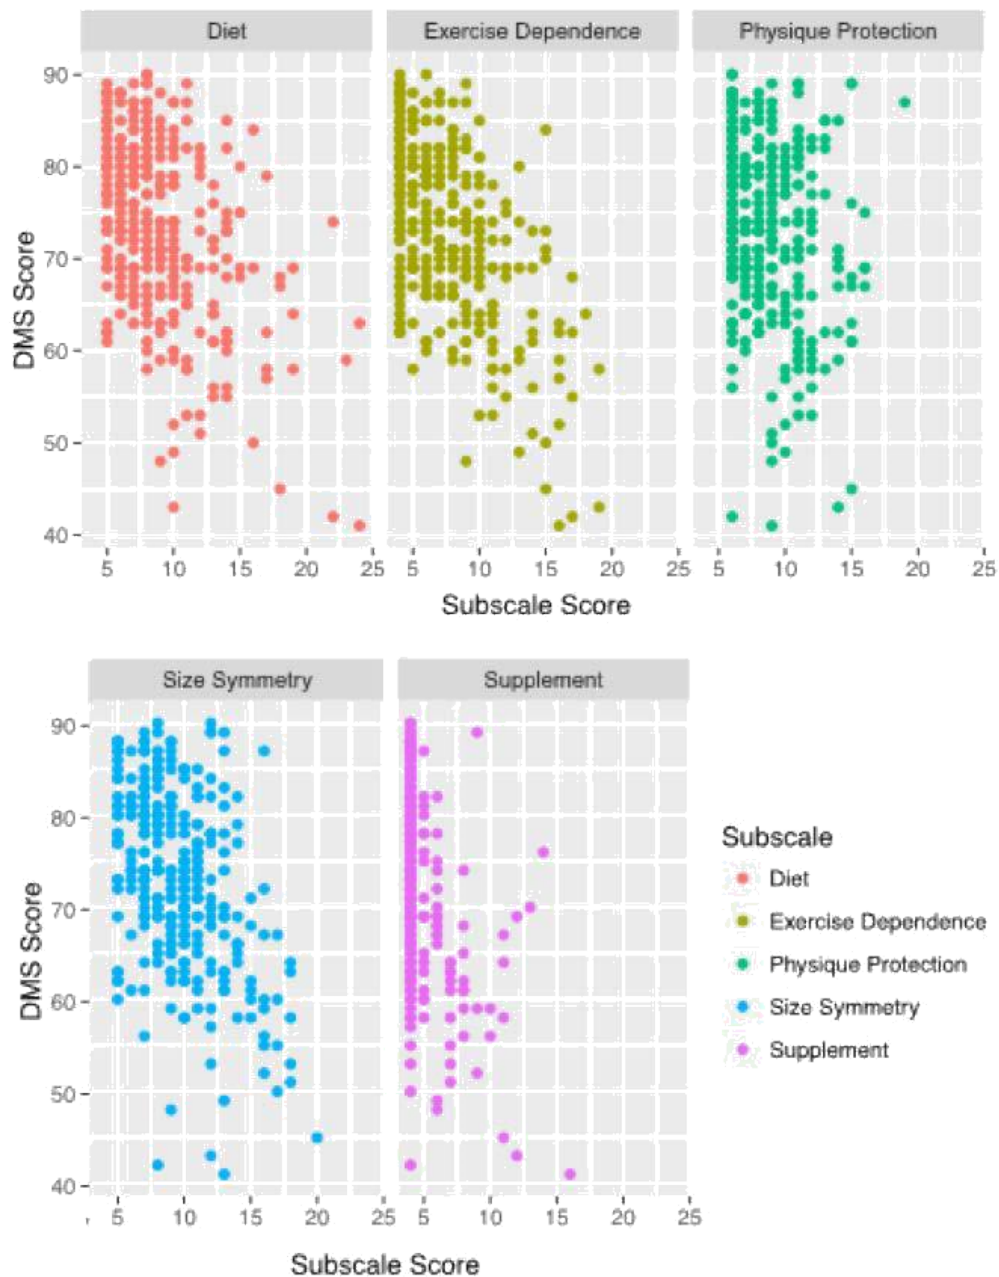 Diet Exercise Dependence Physique Protection
90
80
70
60
50
40
DMS Score
5 10 15 20 25 5 10 15 20 25 5 10 15 20 25
Subscale Score
Size Symmetry Supplement
90
80
70
60
50
40
DMS Score
5 10 15 20 25 5 10 15 20 25
Subscale Score
Subscale
Diet
Exercise Dependence
Physique Protection
Size Symmetry
Supplement